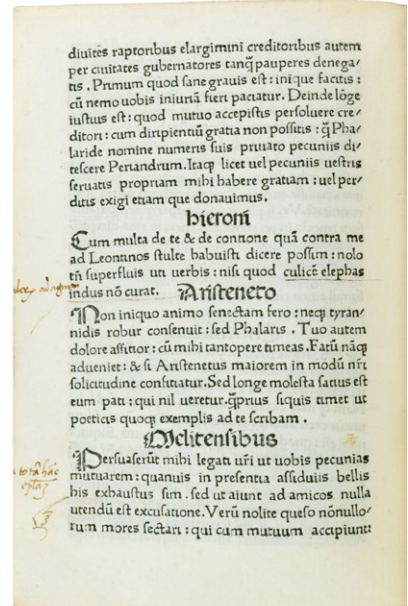 diuites raptoribus elargimini creditoribus autem
per ciuitates gubernatores tanq̃ pauperes denega⸗
tis . Primum quod sane grauis est : inique facitis :
cũ nemo uobis iniuriã fieri paciatur. Deinde lõge
iustius est : quod mutuo accepistis persoluere cre⸗
ditori : cum diripientiũ gratia non possitis : q̃ Pha⸗
laride nomine numeris suis priuato pecuniis di⸗
tescere Periandrum. Itaq; licet uel pecuniis uestris
seruatis propriam mihi habere gratiam : uel per⸗
ditis exigi etiam que donauimus.
hieroni
Cum multa de te & de contione quã contra me
ad Leontinos stulte habuisti dicere possim : nolo
tñ superfluis uti uerbis : nisi quod culicẽ elephas
indus nõ curat. Aristeneto
Non iniquo animo senectam fero : neq; tyran⸗
nidis robur consenuit : sed Phalaris . Tuo autem
dolore afficior : cũ mihi tantopere timeas. Fatũ nãq;
adueniet : & si Aristenetus maiorem in modũ nr̃i
solicitudine conficiatur. Sed longe molesta satius est
eum pati : qui nil ueretur. q̃prius siquis timet ut
poeticis quoq; exemplis ad te scribam .
Melitensibus
Persuaserũt mihi legati ur̃i ut uobis pecunias
mutuarem : quanuis in presentia assiduis bellis
his exhaustus sim . sed ut aiunt ad amicos nulla
utendũ est excusatione. Verũ nolite queso nõnullo⸗
rum mores sectari : qui cum mutuum accipiunt: